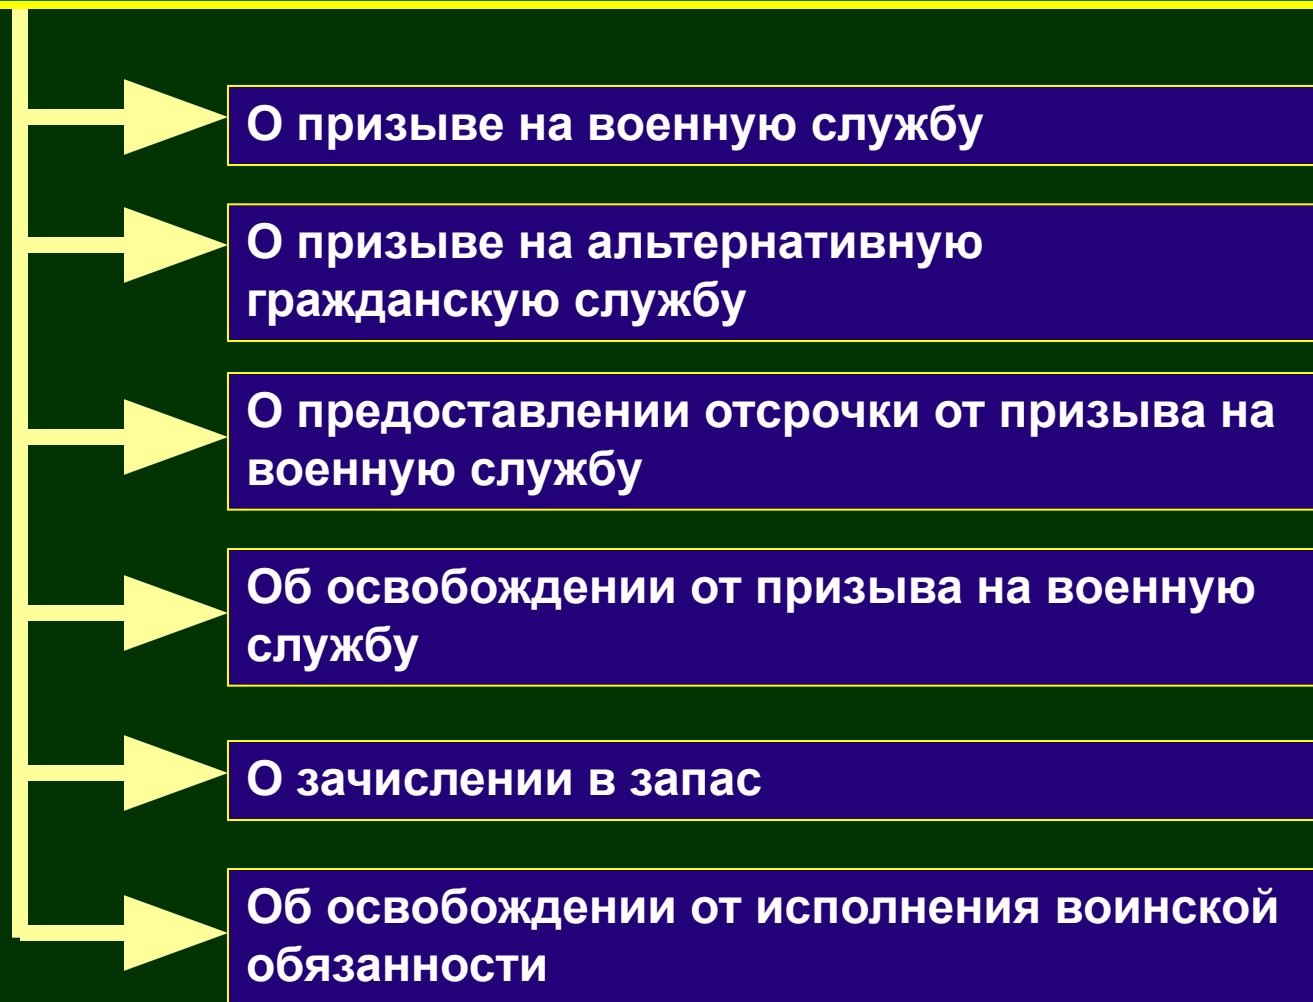 О призыве на военную службу
О призыве на альтернативную
гражданскую службу
О предоставлении отсрочки от призыва на
военную службу
Об освобождении от призыва на военную
службу
О зачислении в запас
Об освобождении от исполнения воинской
обязанности